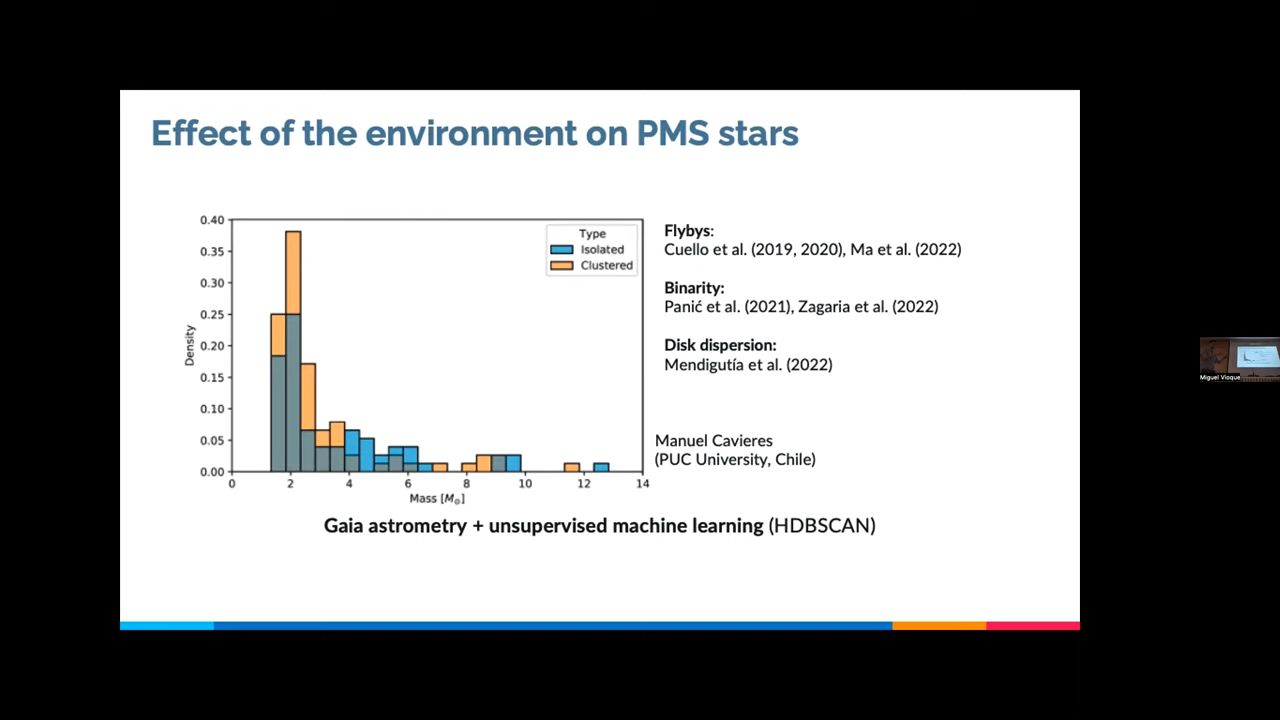 Effect of the environment on PMS stars
0.40
0.35
0.30
0.25
0.20
0.15
0.10
0.05
0.00
Density
0 2 4 6 8 10 12 14
Mass [M⊙]
Type
Isolated
Clustered
Flybys:
Cuello et al. (2019, 2020), Ma et al. (2022)
Binarity:
Panić et al. (2021), Zagaria et al. (2022)
Disk dispersion:
Mendigutía et al. (2022)
Manuel Cavieres
(PUC University, Chile)
Gaia astrometry + unsupervised machine learning (HDBSCAN)
Miguel Vioque